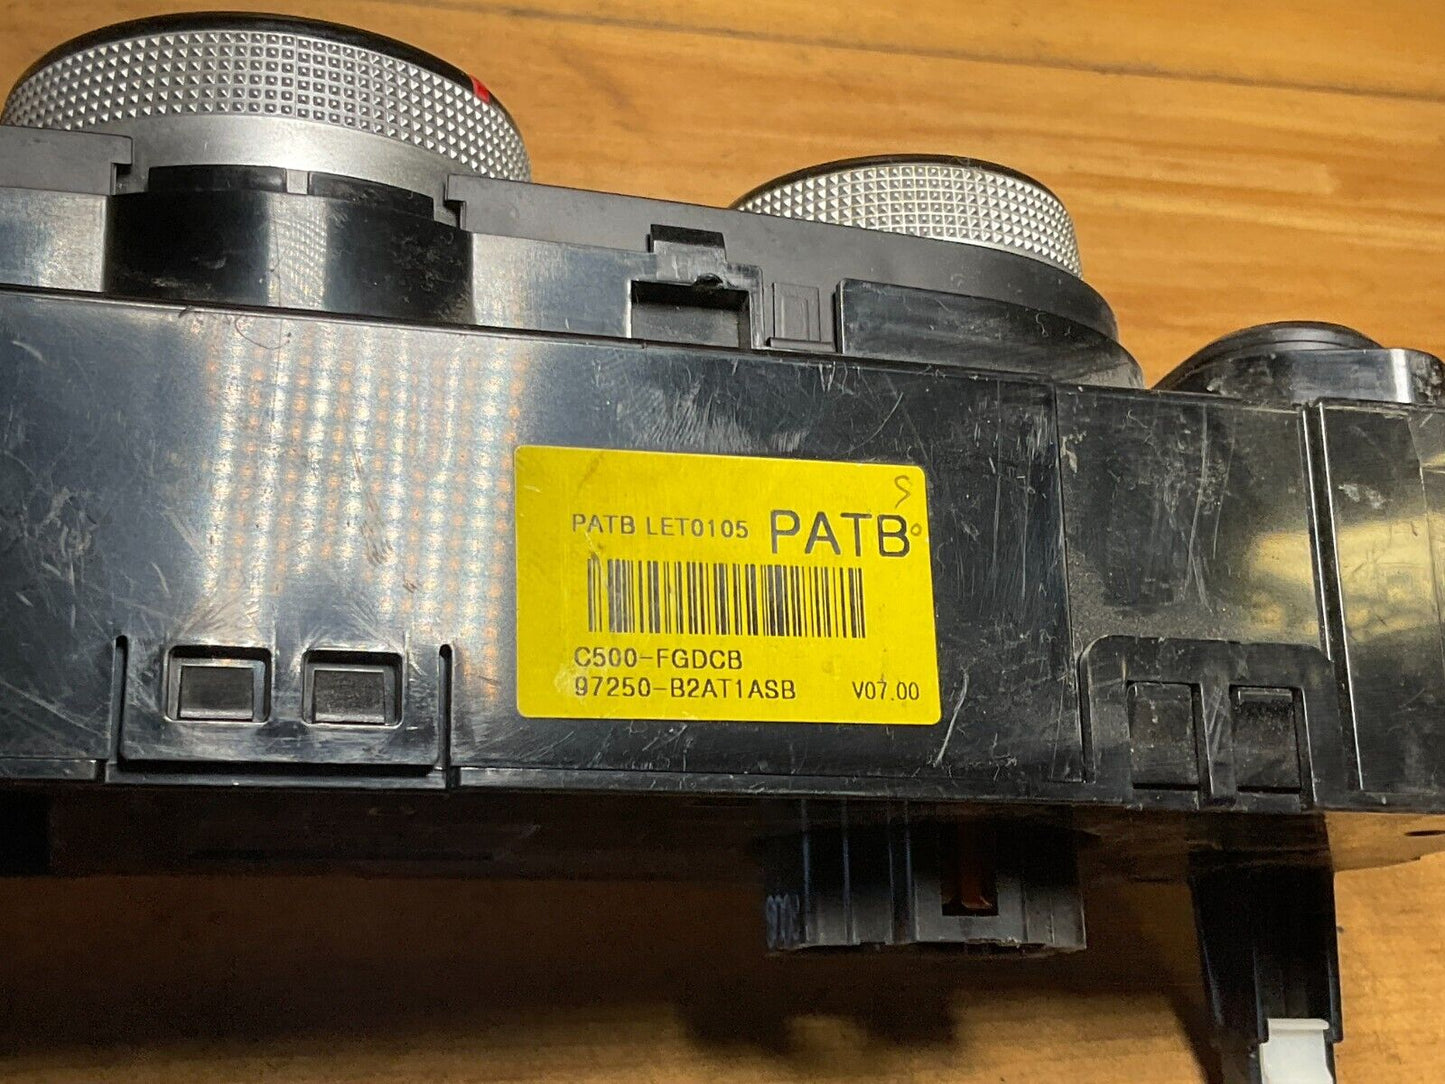 PATB LET0105 PATB
C500-FGDCB
97250-B2AT1ASB V07.00